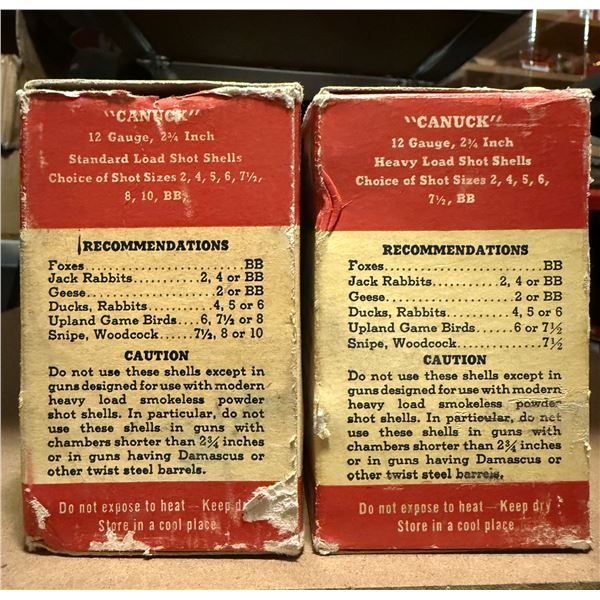 "CANUCK"
12 Gauge, 2¾ Inch
Standard Load Shot Shells
Choice of Shot Sizes 2, 4, 5, 6, 7½,
8, 10, BB
RECOMMENDATIONS
Foxes....................BB
Jack Rabbits...........2, 4 or BB
Geese....................2 or BB
Ducks, Rabbits..........4, 5 or 6
Upland Game Birds....6, 7½ or 8
Snipe, Woodcock.....7½, 8 or 10
CAUTION
Do not use these shells except in
guns designed for use with modern
heavy load smokeless powder
shot shells. In particular, do not
use these shells in guns with
chambers shorter than 2¾ inches
or in guns having Damascus or
other twist steel barrels.
Do not expose to heat — Keep dry
Store in a cool place
"CANUCK"
12 Gauge, 2¾ Inch
Heavy Load Shot Shells
Choice of Shot Sizes 2, 4, 5, 6,
7½, BB
RECOMMENDATIONS
Foxes....................BB
Jack Rabbits...........2, 4 or BB
Geese....................2 or BB
Ducks, Rabbits..........4, 5 or 6
Upland Game Birds.....6 or 7½
Snipe, Woodcock...........7½
CAUTION
Do not use these shells except in
guns designed for use with modern
heavy load smokeless powder
shot shells. In particular, do not
use these shells in guns with
chambers shorter than 2¾ inches
or in guns having Damascus or
other twist steel barrels.
Do not expose to heat — Keep dry
Store in a cool place